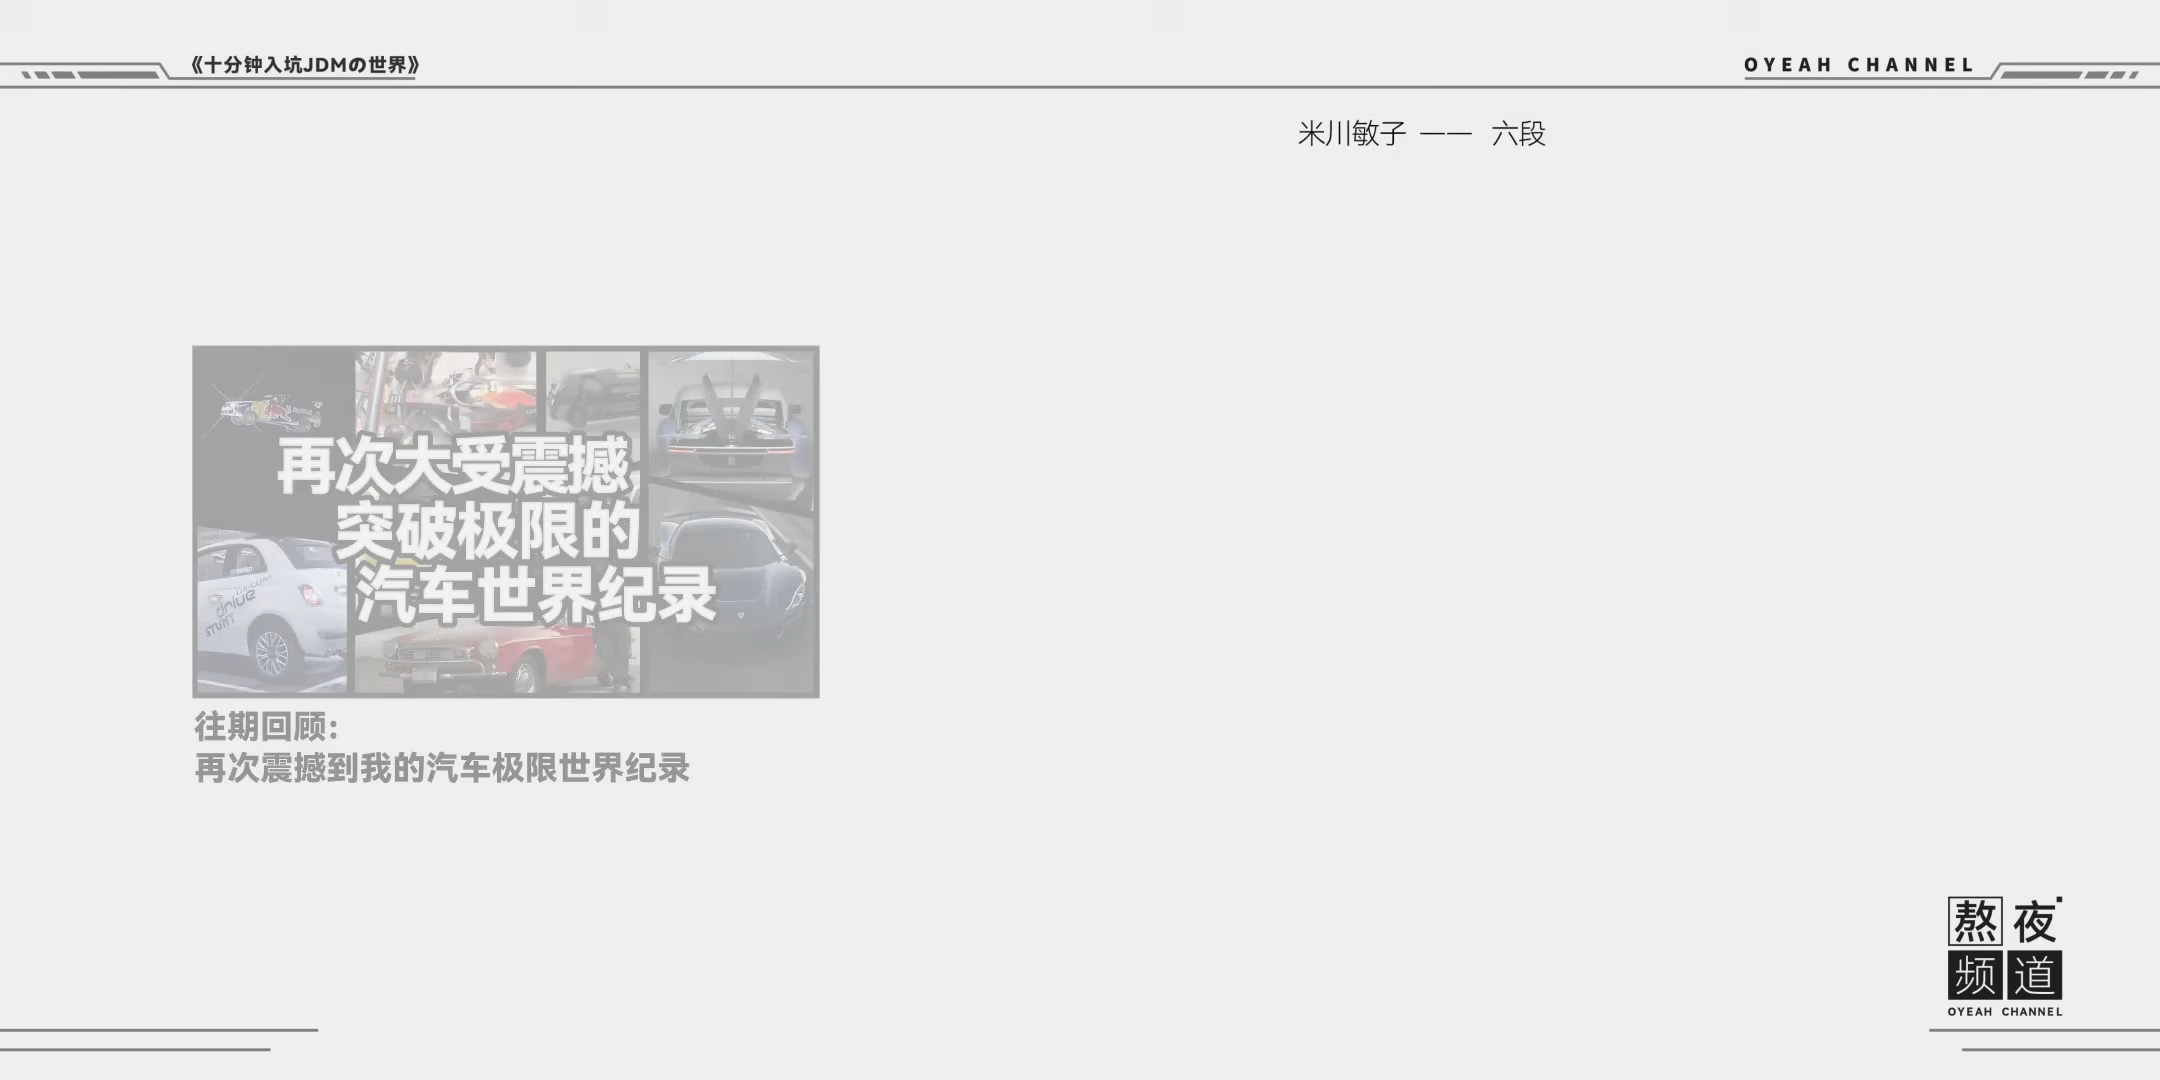 《十分钟入坑JDMの世界》
OYEAH CHANNEL
米川敏子 —— 六段
再次大受震撼
突破极限的
汽车世界纪录
drive
STUNT
往期回顾:
再次震撼到我的汽车极限世界纪录
熬夜
频道
OYEAH CHANNEL